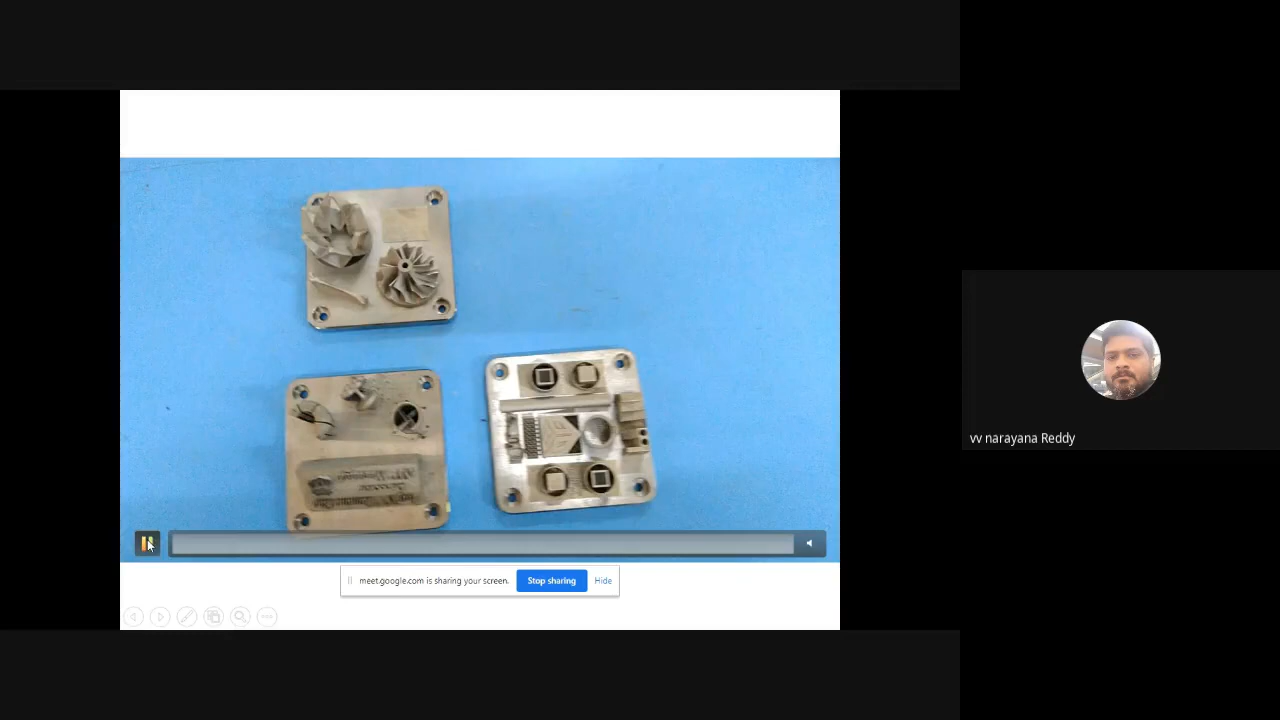 meet.google.com is sharing your screen.
Stop sharing
Hide
vv narayana Reddy